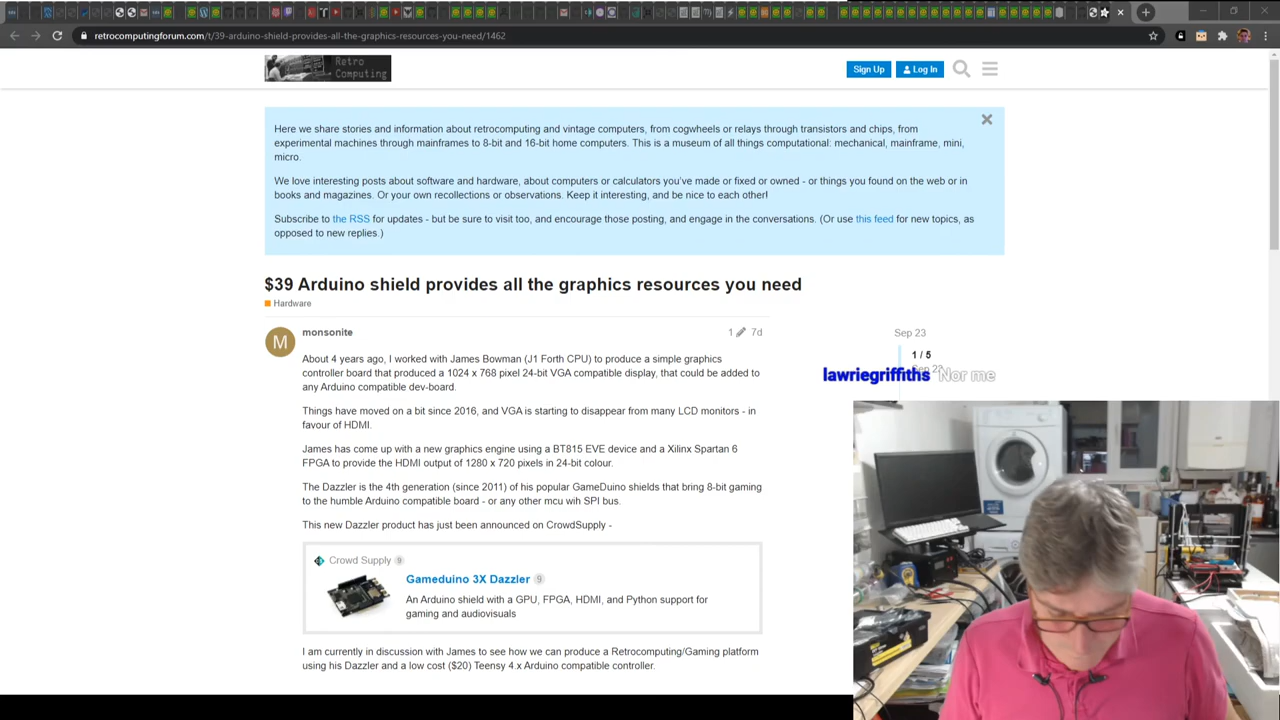 retrocomputingforum.com/t/39-arduino-shield-provides-all-the-graphics-resources-you-need/1462
Retro
Computing
Sign Up
Log In
Here we share stories and information about retrocomputing and vintage computers, from cogwheels or relays through transistors and chips, from
experimental machines through mainframes to 8-bit and 16-bit home computers. This is a museum of all things computational: mechanical, mainframe, mini,
micro.
We love interesting posts about software and hardware, about computers or calculators you've made or fixed or owned - or things you found on the web or in
books and magazines. Or your own recollections or observations. Keep it interesting, and be nice to each other!
Subscribe to the RSS for updates - but be sure to visit too, and encourage those posting, and engage in the conversations. (Or use this feed for new topics, as
opposed to new replies.)
$39 Arduino shield provides all the graphics resources you need
Hardware
M
monsonite
1
7d
About 4 years ago, I worked with James Bowman (J1 Forth CPU) to produce a simple graphics
controller board that produced a 1024 x 768 pixel 24-bit VGA compatible display, that could be added to
any Arduino compatible dev-board.
Things have moved on a bit since 2016, and VGA is starting to disappear from many LCD monitors - in
favour of HDMI.
James has come up with a new graphics engine using a BT815 EVE device and a Xilinx Spartan 6
FPGA to provide the HDMI output of 1280 x 720 pixels in 24-bit colour.
The Dazzler is the 4th generation (since 2011) of his popular GameDuino shields that bring 8-bit gaming
to the humble Arduino compatible board - or any other mcu wih SPI bus.
This new Dazzler product has just been announced on CrowdSupply -
Crowd Supply 9
Gameduino 3X Dazzler 9
An Arduino shield with a GPU, FPGA, HDMI, and Python support for
gaming and audiovisuals
I am currently in discussion with James to see how we can produce a Retrocomputing/Gaming platform
using his Dazzler and a low cost ($20) Teensy 4.x Arduino compatible controller.
Sep 23
1 / 5
lawriegriffiths Nor me